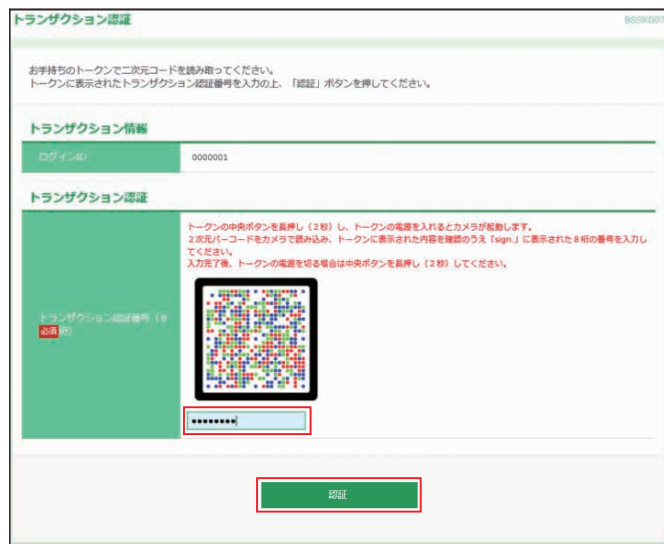 トランザクション認証
BSSK007
お手持ちのトークンで二次元コードを読み取ってください。
トークンに表示されたトランザクション認証番号を入力の上、「認証」ボタンを押してください。
トランザクション情報
ログインID
0000001
トランザクション認証
トークンの中央ボタンを長押し（2秒）し、トークンの電源を入れるとカメラが起動します。
2次元バーコードをカメラで読み込み、トークンに表示された内容を確認のうえ「sign.」に表示された8桁の番号を入力し
てください。
入力完了後、トークンの電源を切る場合は中央ボタンを長押し（2秒）してください。
トランザクション認証番号（8
必須 桁）
••••••••
認証